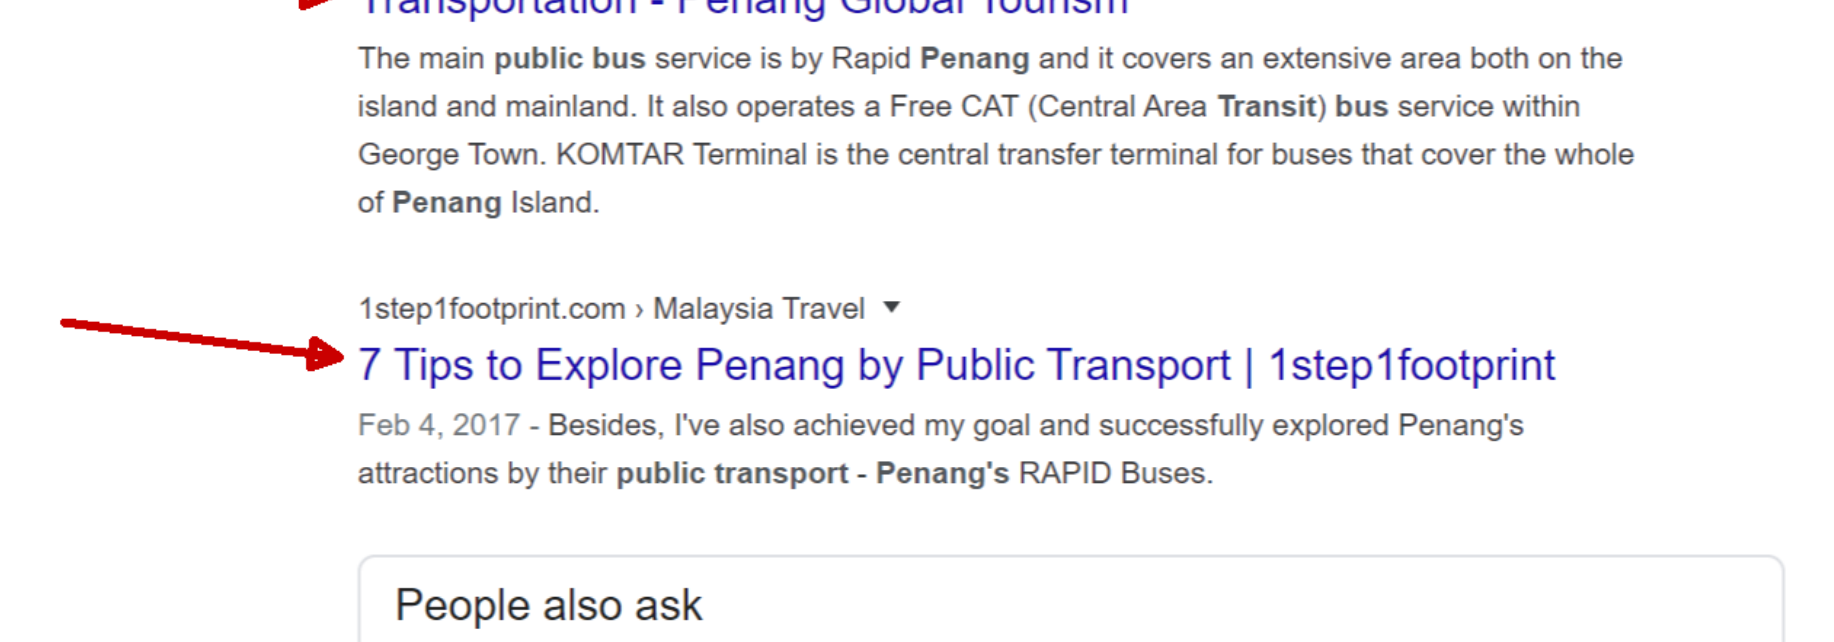 Transportation - Penang Global Tourism
The main public bus service is by Rapid Penang and it covers an extensive area both on the
island and mainland. It also operates a Free CAT (Central Area Transit) bus service within
George Town. KOMTAR Terminal is the central transfer terminal for buses that cover the whole
of Penang Island.
1step1footprint.com › Malaysia Travel ▼
7 Tips to Explore Penang by Public Transport | 1step1footprint
Feb 4, 2017 - Besides, I've also achieved my goal and successfully explored Penang's
attractions by their public transport - Penang's RAPID Buses.
People also ask